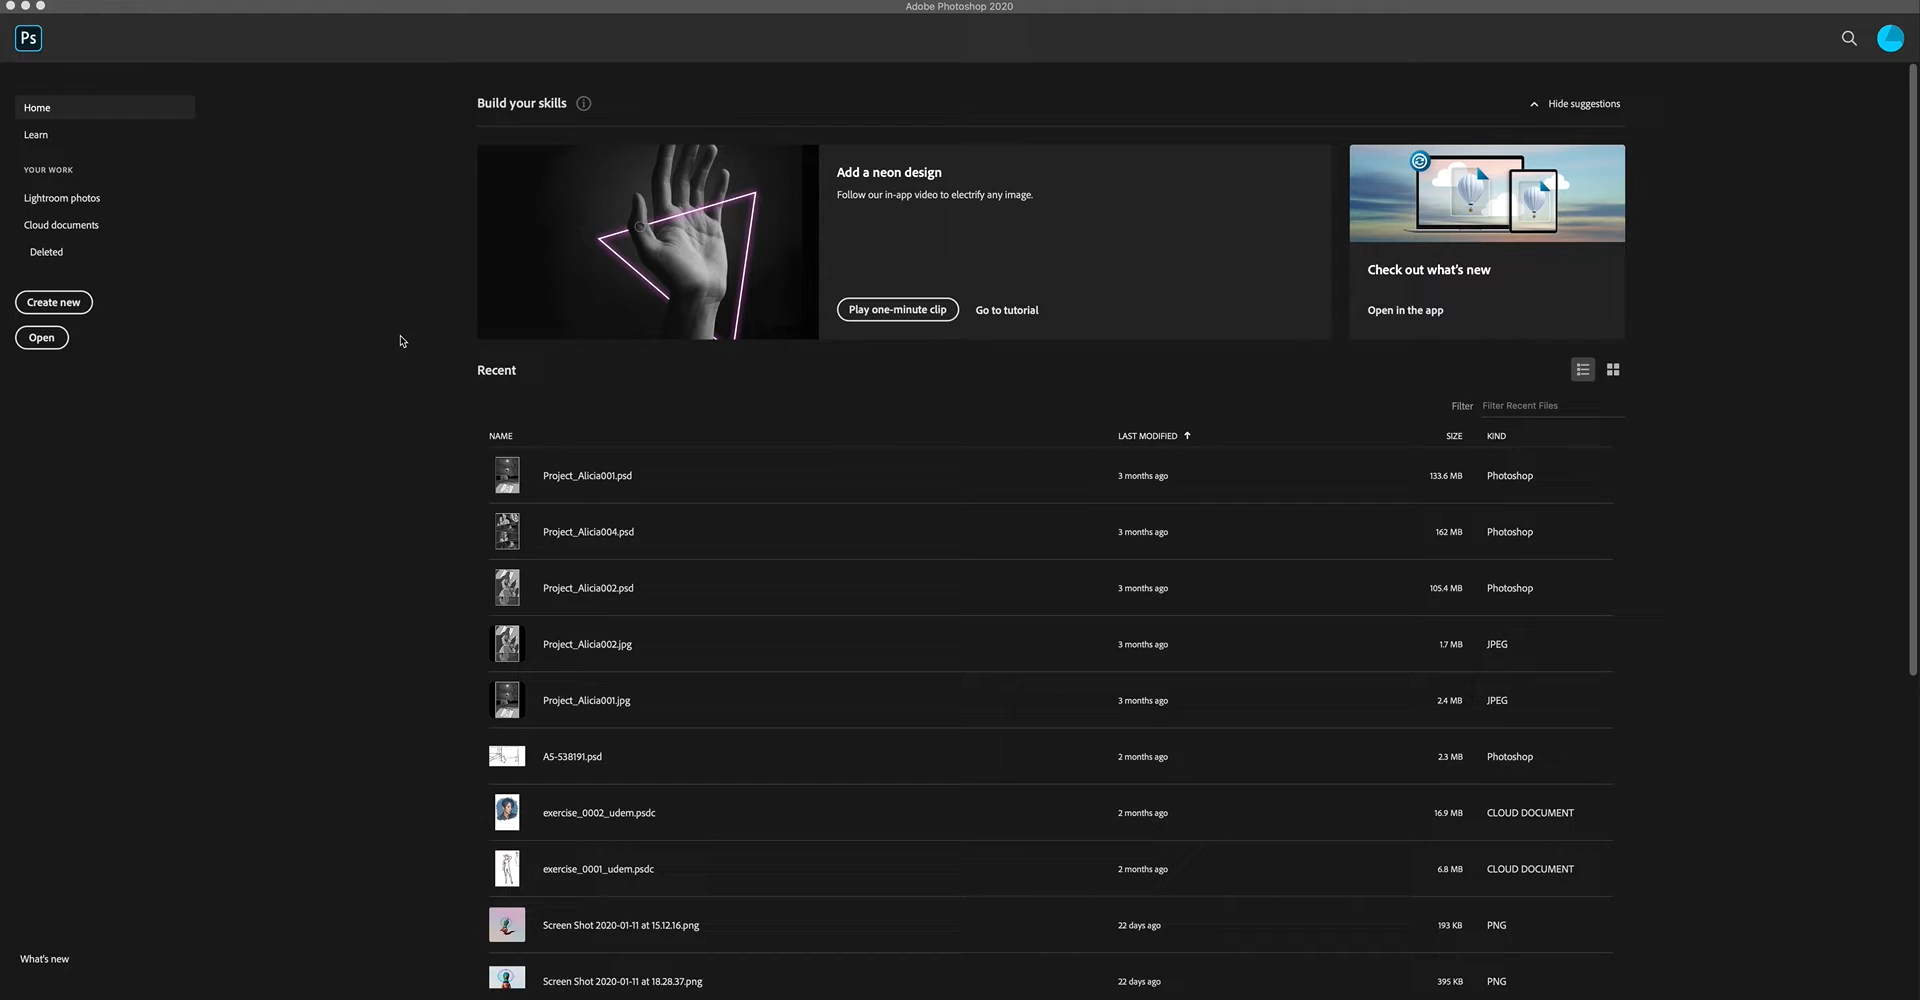 Adobe Photoshop 2020
Ps
Home
Learn
YOUR WORK
Lightroom photos
Cloud documents
Deleted
Create new
Open
What's new
Build your skills
Hide suggestions
Add a neon design
Follow our in-app video to electrify any image.
Play one-minute clip Go to tutorial
Check out what's new
Open in the app
Recent
Filter Filter Recent Files
NAME LAST MODIFIED SIZE KIND
Project_Alicia001.psd 3 months ago 133.6 MB Photoshop
Project_Alicia004.psd 3 months ago 162 MB Photoshop
Project_Alicia002.psd 3 months ago 105.4 MB Photoshop
Project_Alicia002.jpg 3 months ago 1.7 MB JPEG
Project_Alicia001.jpg 3 months ago 2.4 MB JPEG
A5-538191.psd 2 months ago 2.3 MB Photoshop
exercise_0002_udem.psdc 2 months ago 16.9 MB CLOUD DOCUMENT
exercise_0001_udem.psdc 2 months ago 6.8 MB CLOUD DOCUMENT
Screen Shot 2020-01-11 at 15.12.16.png 22 days ago 193 KB PNG
Screen Shot 2020-01-11 at 18.28.37.png 22 days ago 395 KB PNG